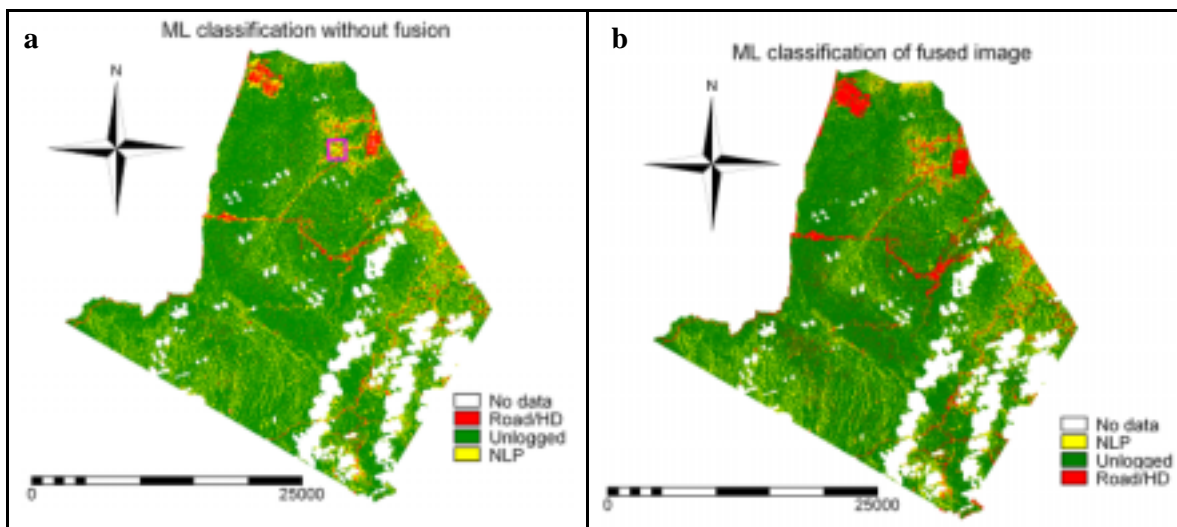 a
ML classification without fusion
N
No data
Road/HD
Unlogged
NLP
0
25000
b
ML classification of fused image
N
No data
NLP
Unlogged
Road/HD
0
25000